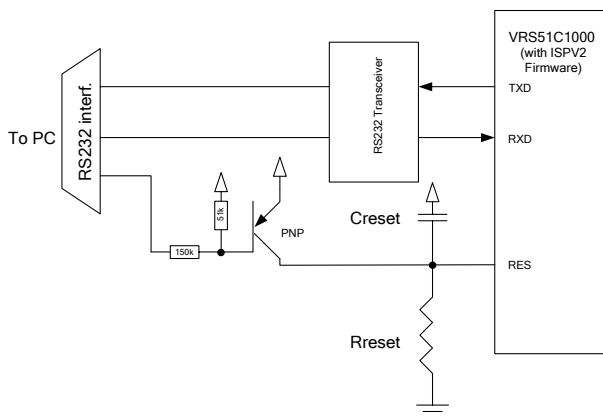 VRS51C1000
(with ISPV2
Firmware)
TXD
RXD
RES
RS232 Transceiver
RS232 interf.
To PC
51k
150k
PNP
Creset
Rreset